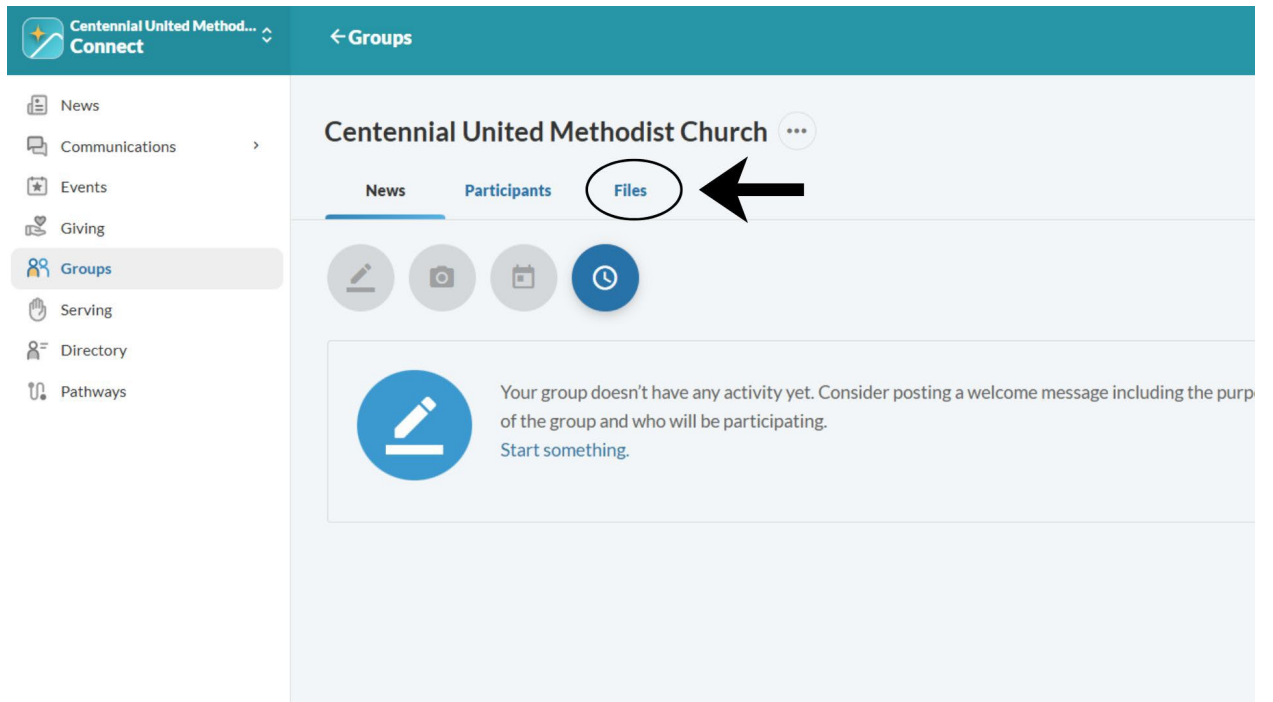 Centennial United Method...
Connect
←Groups
News
Communications
Events
Giving
Groups
Serving
Directory
Pathways
Centennial United Methodist Church
News Participants Files
Your group doesn't have any activity yet. Consider posting a welcome message including the purp
of the group and who will be participating.
Start something.